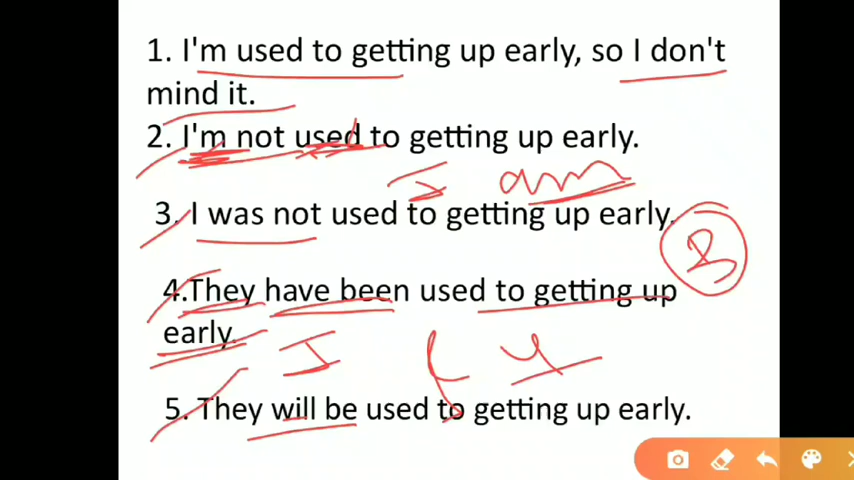 1. I'm used to getting up early, so I don't
mind it.
2. I'm not used to getting up early.
I am
3. I was not used to getting up early.
4.They have been used to getting up
early.
I
5. They will be used to getting up early.